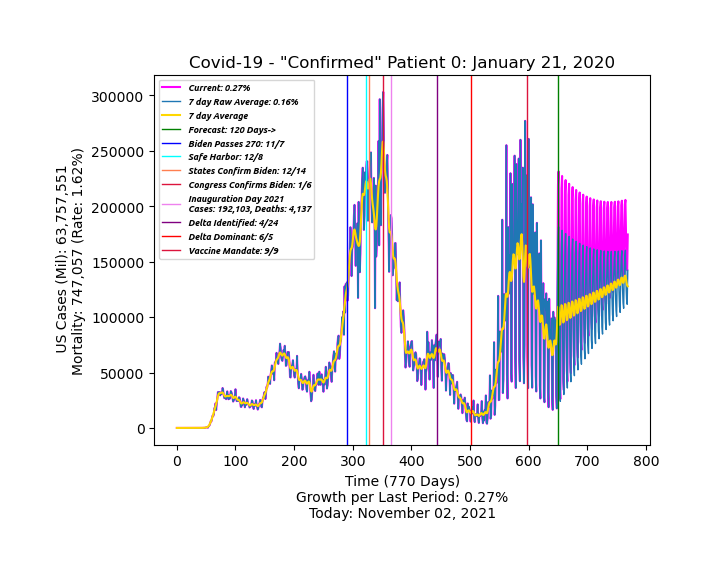 Covid-19 - "Confirmed" Patient 0: January 21, 2020
US Cases (Mil): 63,757,551
Mortality: 747,057 (Rate: 1.62%)
300000
250000
200000
150000
100000
50000
0
Current: 0.27%
7 day Raw Average: 0.16%
7 day Average
Forecast: 120 Days->
Biden Passes 270: 11/7
Safe Harbor: 12/8
States Confirm Biden: 12/14
Congress Confirms Biden: 1/6
Inauguration Day 2021
Cases: 192,103, Deaths: 4,137
Delta Identified: 4/24
Delta Dominant: 6/5
Vaccine Mandate: 9/9
0 100 200 300 400 500 600 700 800
Time (770 Days)
Growth per Last Period: 0.27%
Today: November 02, 2021